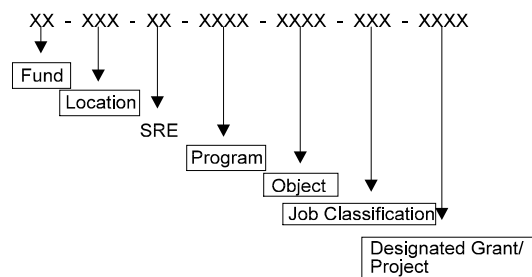 XX - XXX - XX - XXXX - XXXX - XXX - XXXX
Fund
Location
SRE
Program
Object
Job Classification
Designated Grant/
Project